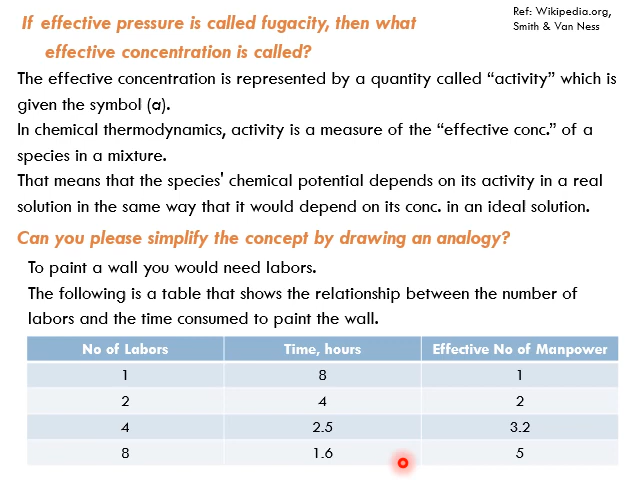 If effective pressure is called fugacity, then what
effective concentration is called?
Ref: Wikipedia.org,
Smith & Van Ness
The effective concentration is represented by a quantity called “activity” which is
given the symbol (a).
In chemical thermodynamics, activity is a measure of the “effective conc.” of a
species in a mixture.
That means that the species' chemical potential depends on its activity in a real
solution in the same way that it would depend on its conc. in an ideal solution.
Can you please simplify the concept by drawing an analogy?
To paint a wall you would need labors.
The following is a table that shows the relationship between the number of
labors and the time consumed to paint the wall.
No of Labors Time, hours Effective No of Manpower
1 8 1
2 4 2
4 2.5 3.2
8 1.6 5